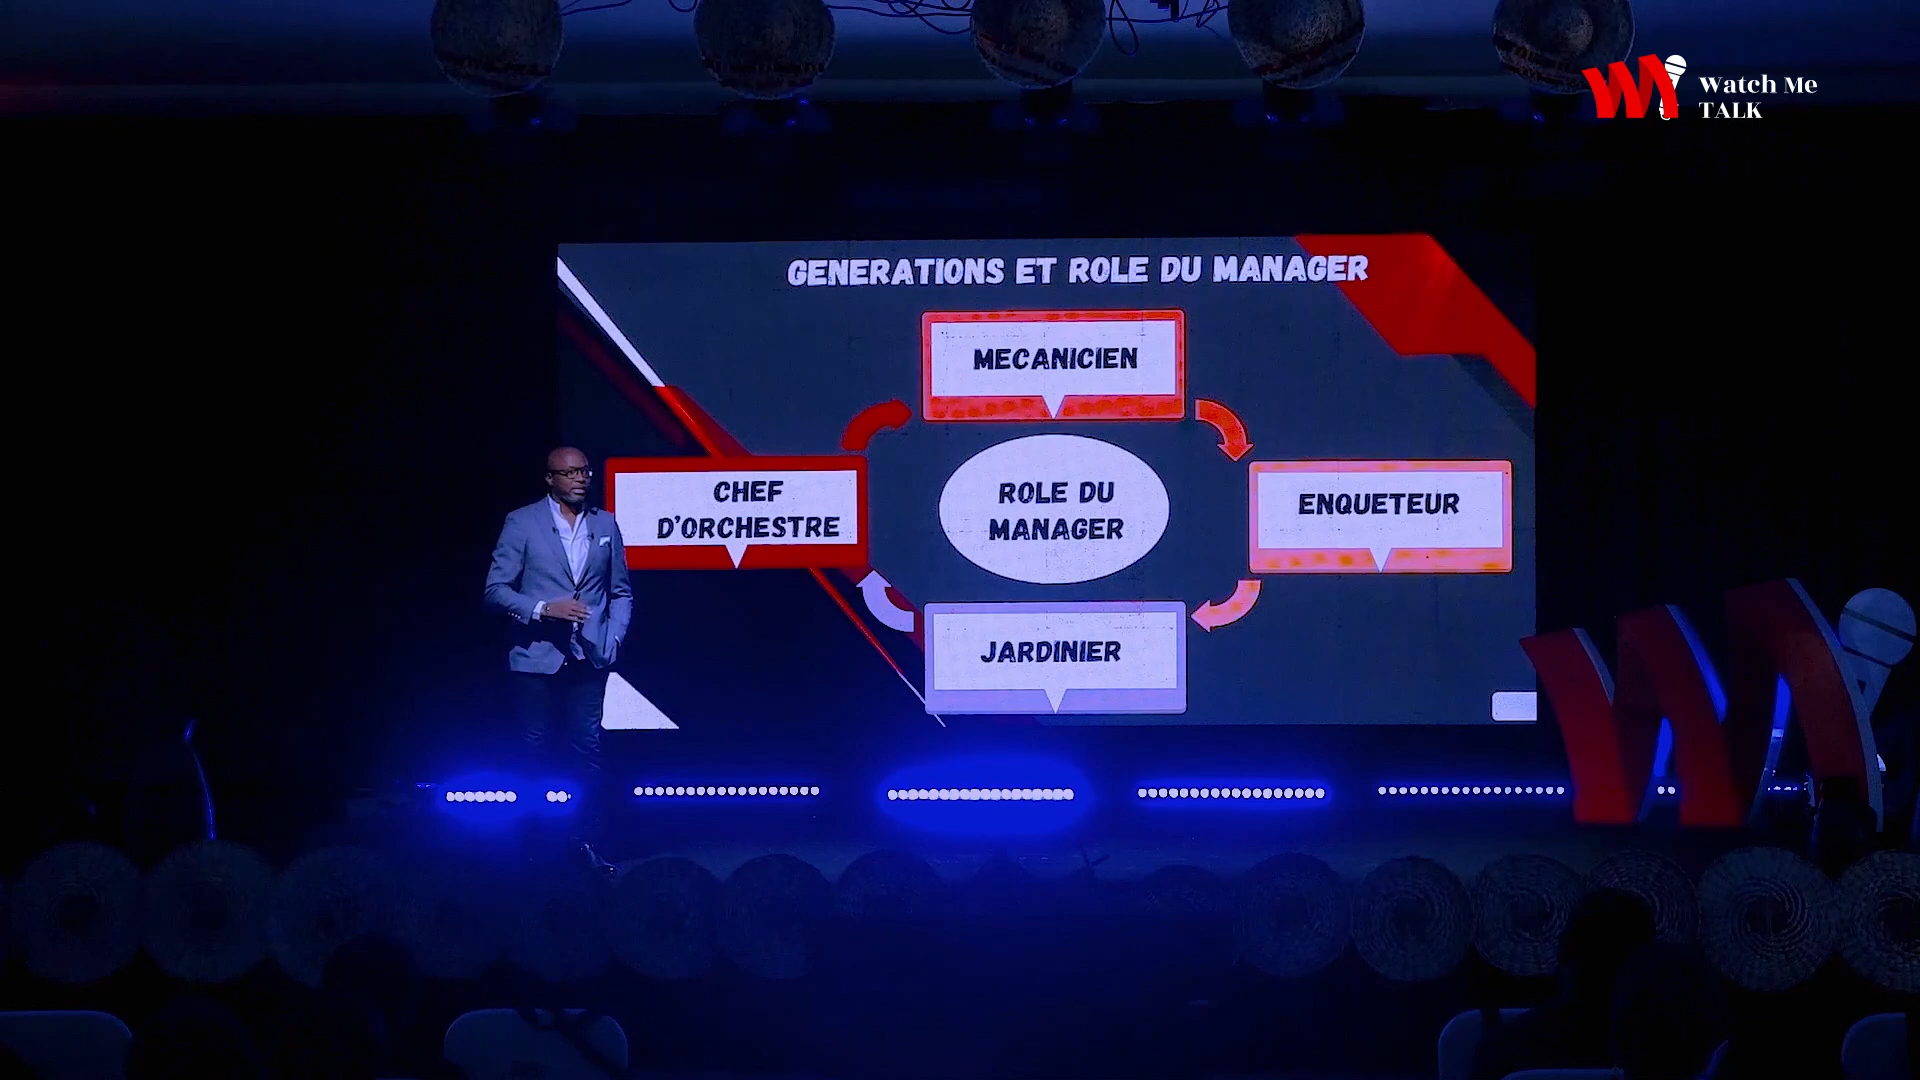 Watch Me
TALK
GENERATIONS ET ROLE DU MANAGER
MECANICIEN
CHEF
D'ORCHESTRE
ROLE DU
MANAGER
ENQUETEUR
JARDINIER